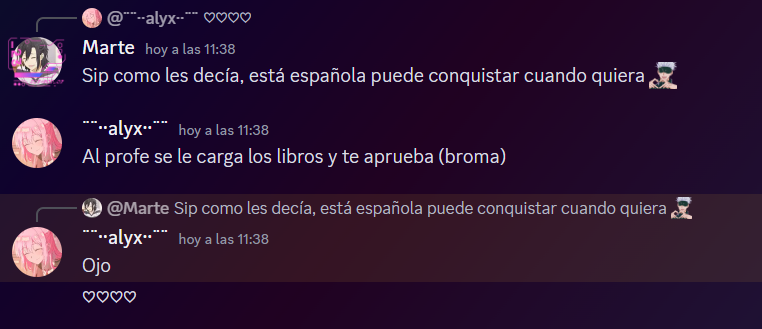 @¨¨··alyx··¨¨ ♡♡♡♡
Marte hoy a las 11:38
Sip como les decía, está española puede conquistar cuando quiera
¨¨··alyx··¨¨ hoy a las 11:38
Al profe se le carga los libros y te aprueba (broma)
@Marte Sip como les decía, está española puede conquistar cuando quiera
¨¨··alyx··¨¨ hoy a las 11:38
Ojo
♡♡♡♡